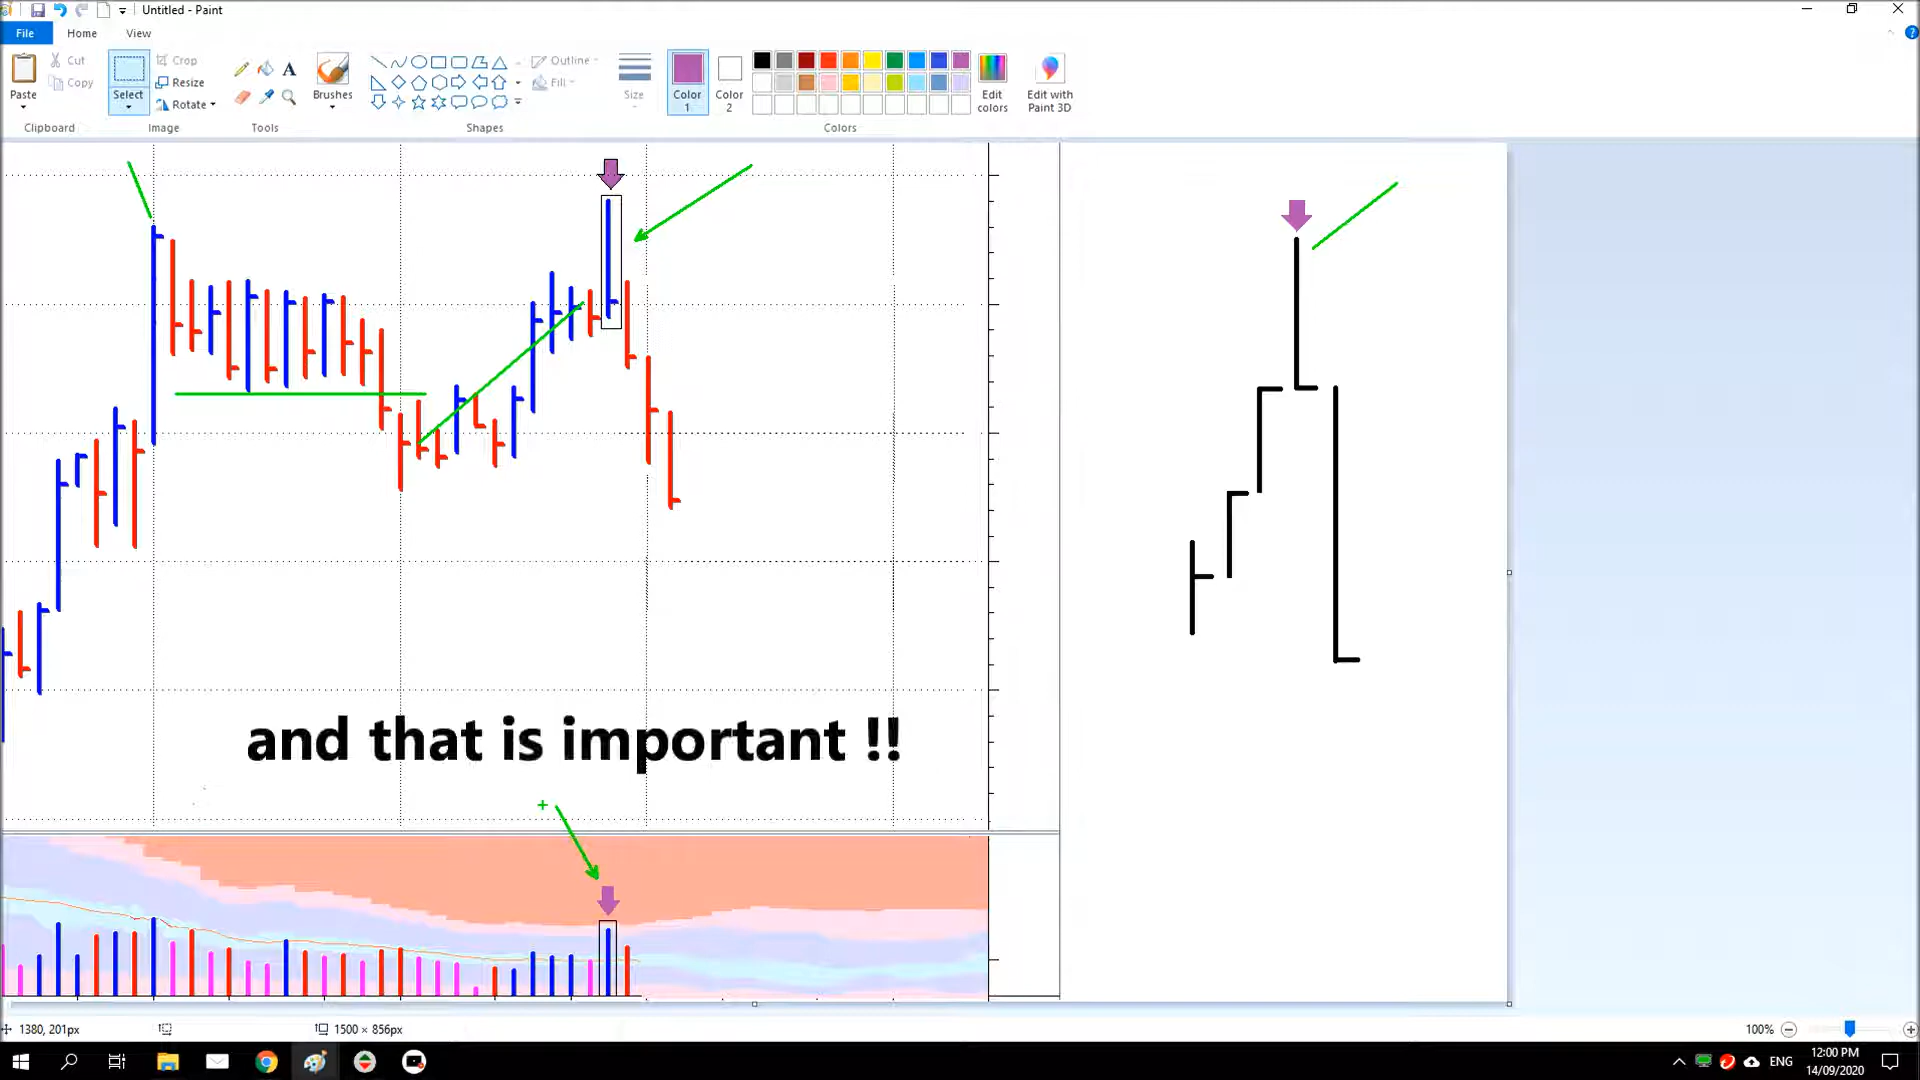 Untitled - Paint
File Home View
Paste
Cut
Copy
Clipboard
Select
Crop
Resize
Rotate
Image
A
Tools
Brushes
Outline
Fill
Shapes
Size
Color 1
Color 2
Edit colors
Edit with Paint 3D
Colors
and that is important !!
1380, 201px
1500 × 856px
100%
ENG
12:00 PM
14/09/2020